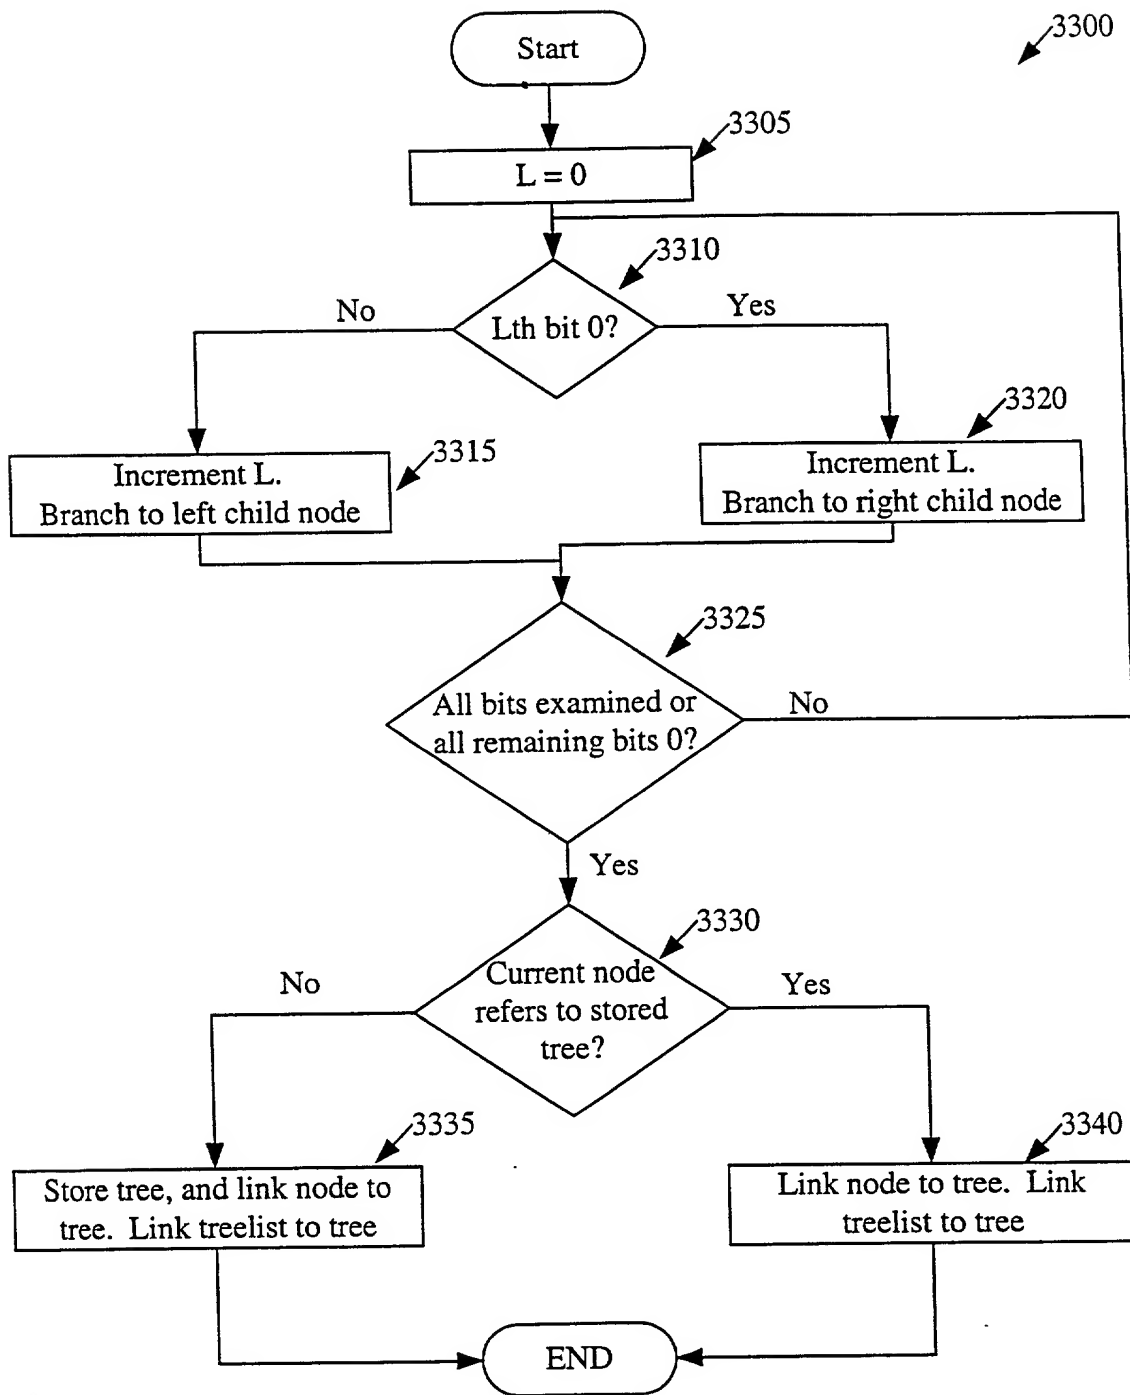 Start
3300
3305
L = 0
3310
No
Yes
Lth bit 0?
3320
3315
Increment L.
Branch to left child node
Increment L.
Branch to right child node
3325
All bits examined or
all remaining bits 0?
No
Yes
3330
No
Current node
refers to stored
tree?
Yes
3335
3340
Store tree, and link node to
tree. Link treelist to tree
Link node to tree. Link
treelist to tree
END